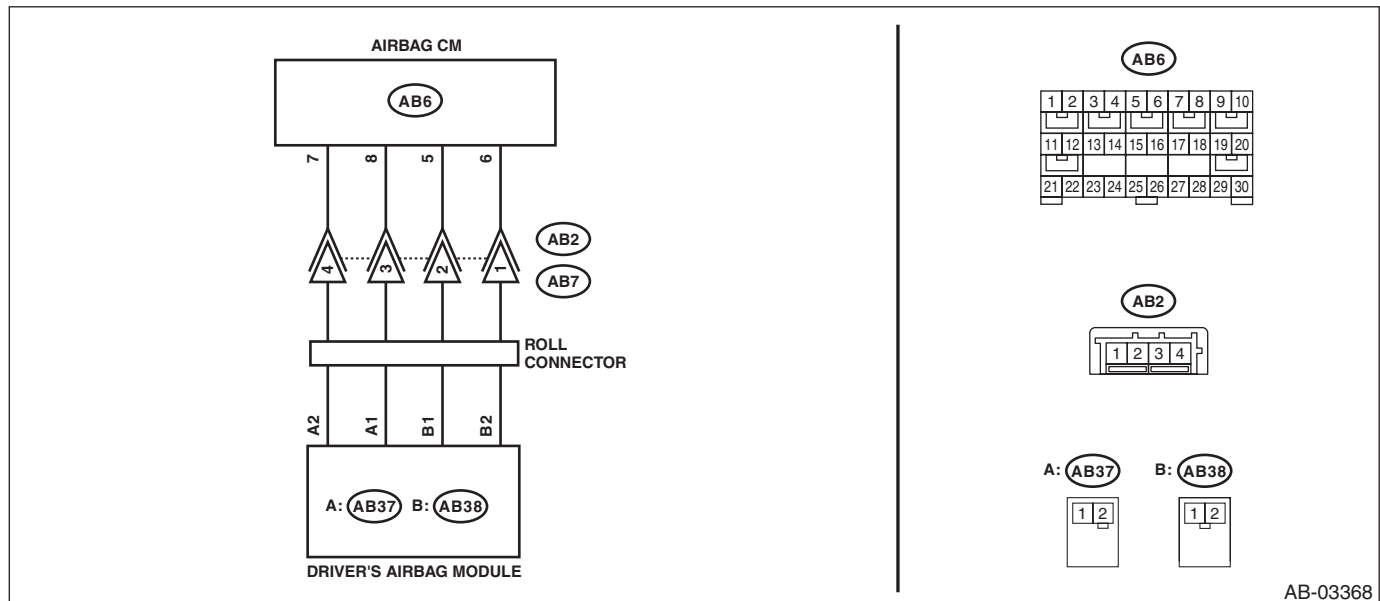 AIRBAG CM
AB6
7 8 5 6
4 3 2 1
AB2
AB7
ROLL
CONNECTOR
A2 A1 B1 B2
A: AB37 B: AB38
DRIVER'S AIRBAG MODULE
AB6
1 2 3 4 5 6 7 8 9 10
11 12 13 14 15 16 17 18 19 20
21 22 23 24 25 26 27 28 29 30
AB2
1 2 3 4
A: AB37 B: AB38
1 2 1 2
AB-03368